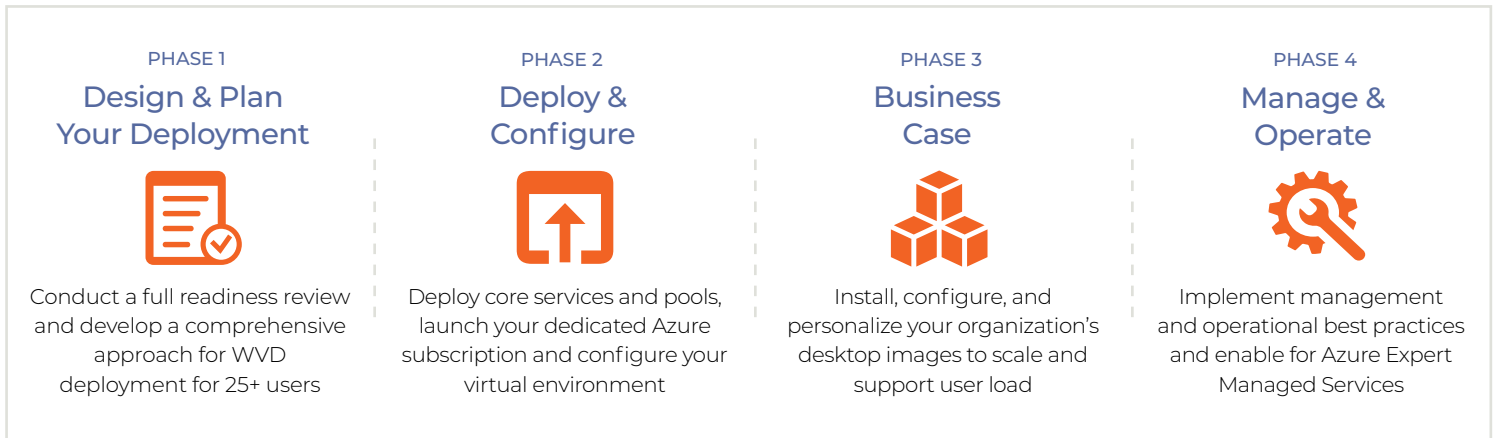 PHASE 1
Design & Plan
Your Deployment
Conduct a full readiness review
and develop a comprehensive
approach for WVD
deployment for 25+ users
PHASE 2
Deploy &
Configure
Deploy core services and pools,
launch your dedicated Azure
subscription and configure your
virtual environment
PHASE 3
Business
Case
Install, configure, and
personalize your organization’s
desktop images to scale and
support user load
PHASE 4
Manage &
Operate
Implement management
and operational best practices
and enable for Azure Expert
Managed Services